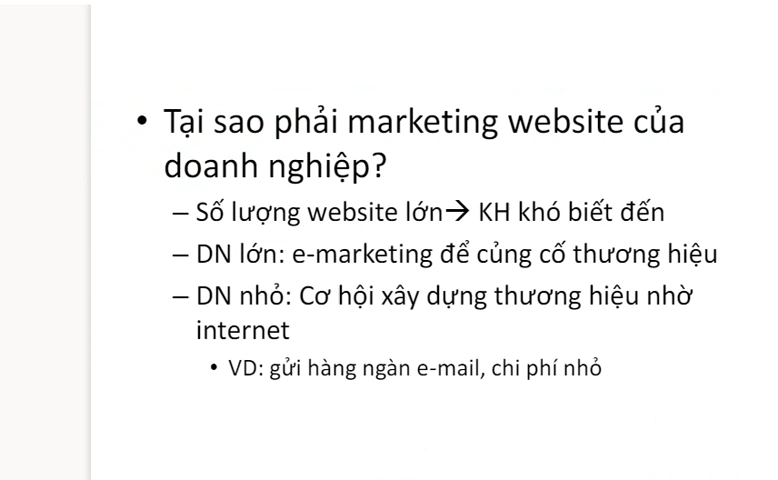 • Tại sao phải marketing website của
doanh nghiệp?
– Số lượng website lớn→ KH khó biết đến
– DN lớn: e-marketing để củng cố thương hiệu
– DN nhỏ: Cơ hội xây dựng thương hiệu nhờ
internet
• VD: gửi hàng ngàn e-mail, chi phí nhỏ